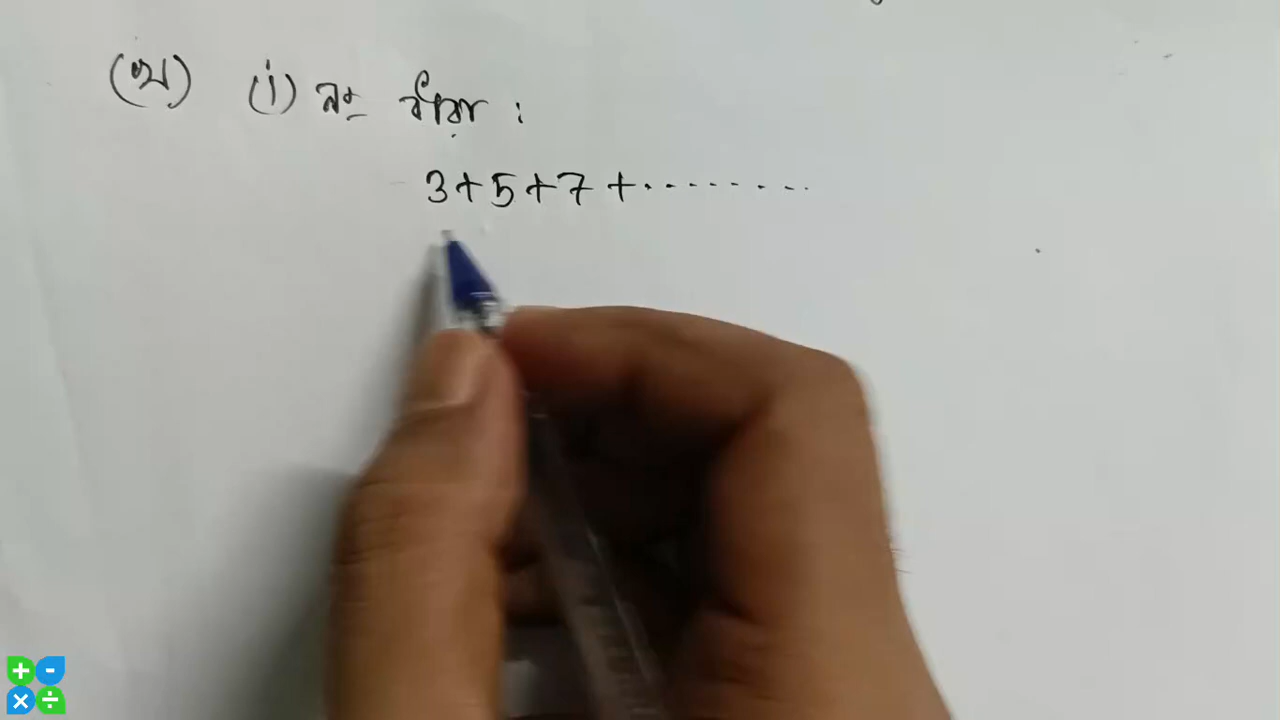 (খ) (i) নং ধারা :
3+5+7+........